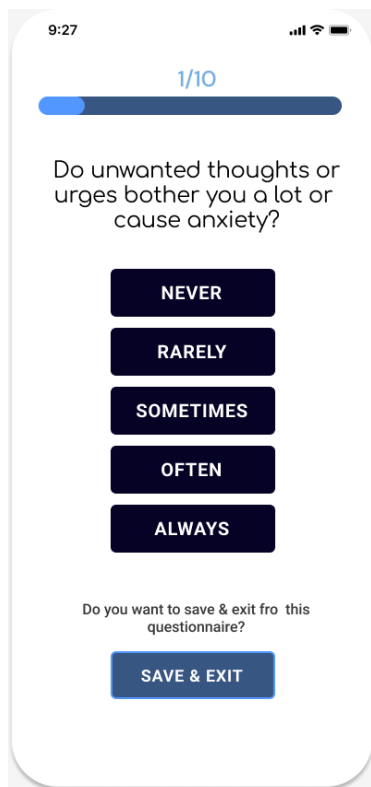 9:27
1/10
Do unwanted thoughts or
urges bother you a lot or
cause anxiety?
NEVER
RARELY
SOMETIMES
OFTEN
ALWAYS
Do you want to save & exit fro this
questionnaire?
SAVE & EXIT